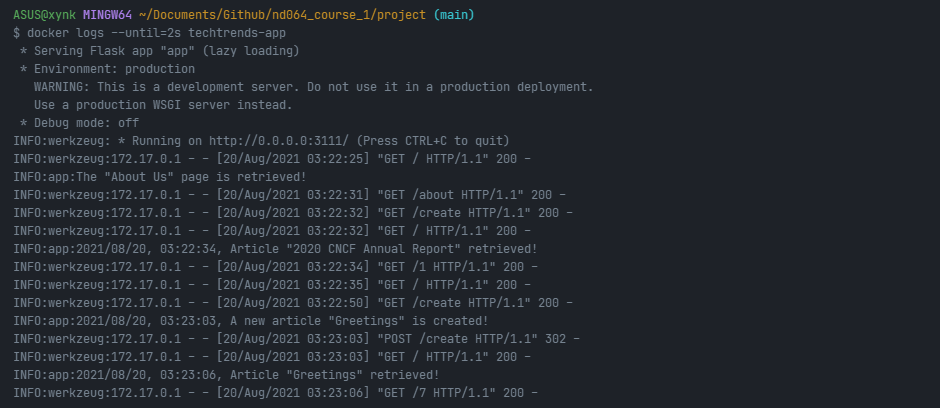 ASUS@xynk MINGW64 ~/Documents/Github/nd064_course_1/project (main)
$ docker logs --until=2s techtrends-app
 * Serving Flask app "app" (lazy loading)
 * Environment: production
   WARNING: This is a development server. Do not use it in a production deployment.
   Use a production WSGI server instead.
 * Debug mode: off
INFO:werkzeug: * Running on http://0.0.0.0:3111/ (Press CTRL+C to quit)
INFO:werkzeug:172.17.0.1 - - [20/Aug/2021 03:22:25] "GET / HTTP/1.1" 200 -
INFO:app:The "About Us" page is retrieved!
INFO:werkzeug:172.17.0.1 - - [20/Aug/2021 03:22:31] "GET /about HTTP/1.1" 200 -
INFO:werkzeug:172.17.0.1 - - [20/Aug/2021 03:22:32] "GET /create HTTP/1.1" 200 -
INFO:werkzeug:172.17.0.1 - - [20/Aug/2021 03:22:32] "GET / HTTP/1.1" 200 -
INFO:app:2021/08/20, 03:22:34, Article "2020 CNCF Annual Report" retrieved!
INFO:werkzeug:172.17.0.1 - - [20/Aug/2021 03:22:34] "GET /1 HTTP/1.1" 200 -
INFO:werkzeug:172.17.0.1 - - [20/Aug/2021 03:22:35] "GET / HTTP/1.1" 200 -
INFO:werkzeug:172.17.0.1 - - [20/Aug/2021 03:22:50] "GET /create HTTP/1.1" 200 -
INFO:app:2021/08/20, 03:23:03, A new article "Greetings" is created!
INFO:werkzeug:172.17.0.1 - - [20/Aug/2021 03:23:03] "POST /create HTTP/1.1" 302 -
INFO:werkzeug:172.17.0.1 - - [20/Aug/2021 03:23:03] "GET / HTTP/1.1" 200 -
INFO:app:2021/08/20, 03:23:06, Article "Greetings" retrieved!
INFO:werkzeug:172.17.0.1 - - [20/Aug/2021 03:23:06] "GET /7 HTTP/1.1" 200 -